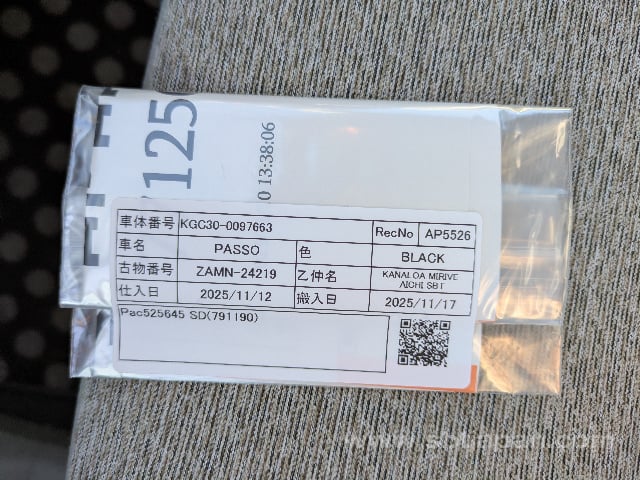 車体番号 KGC30-0097663 RecNo AP5526
車名 PASSO 色 BLACK
古物番号 ZAMN-24219 乙仲名 KANALOA MIRIVE AICHI SBT
仕入日 2025/11/12 搬入日 2025/11/17
Pac525645 SD(791190)
0 13:38:06
125